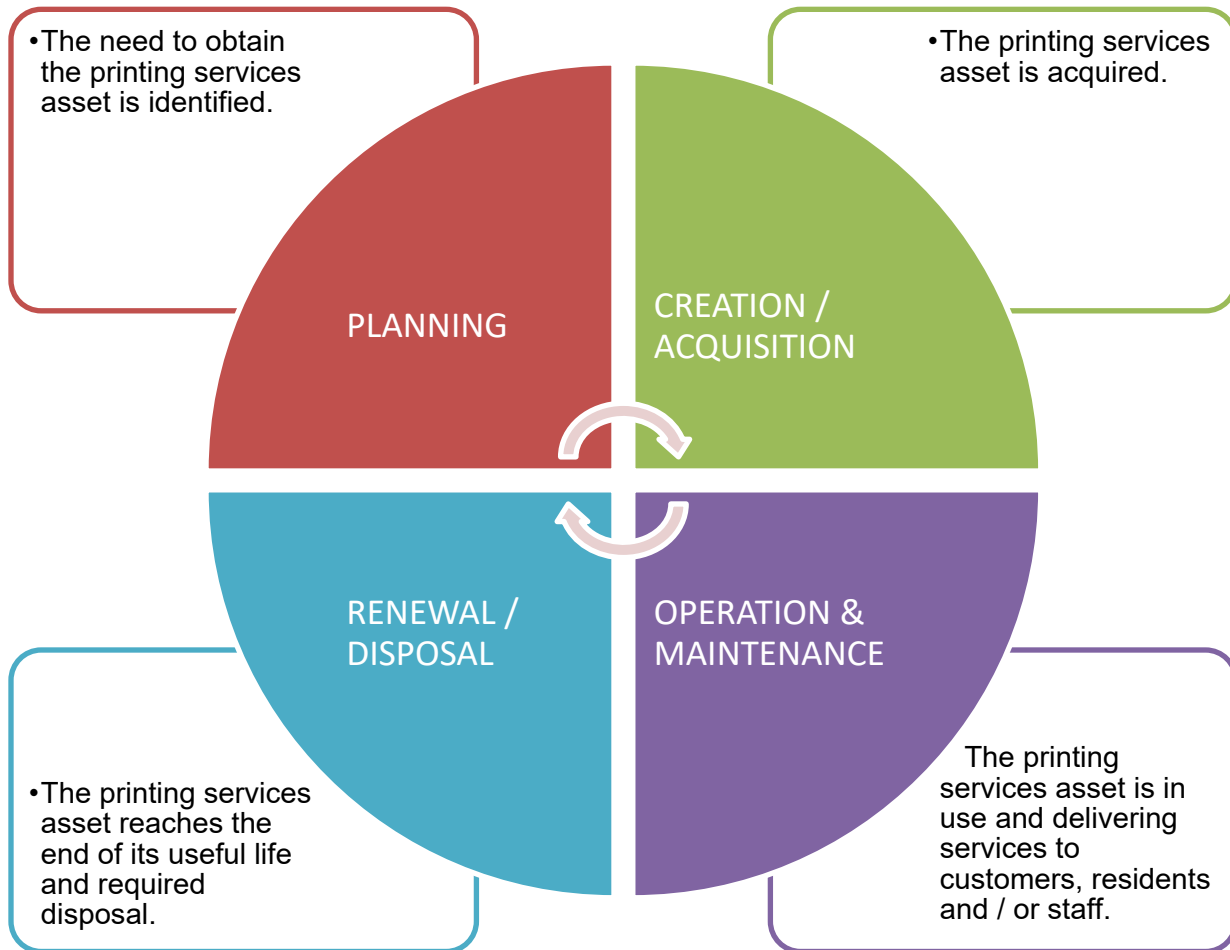 •The need to obtain
the printing services
asset is identified.
•The printing services
asset is acquired.
PLANNING
CREATION /
ACQUISITION
RENEWAL /
DISPOSAL
OPERATION &
MAINTENANCE
•The printing services
asset reaches the
end of its useful life
and required
disposal.
The printing
services asset is in
use and delivering
services to
customers, residents
and / or staff.